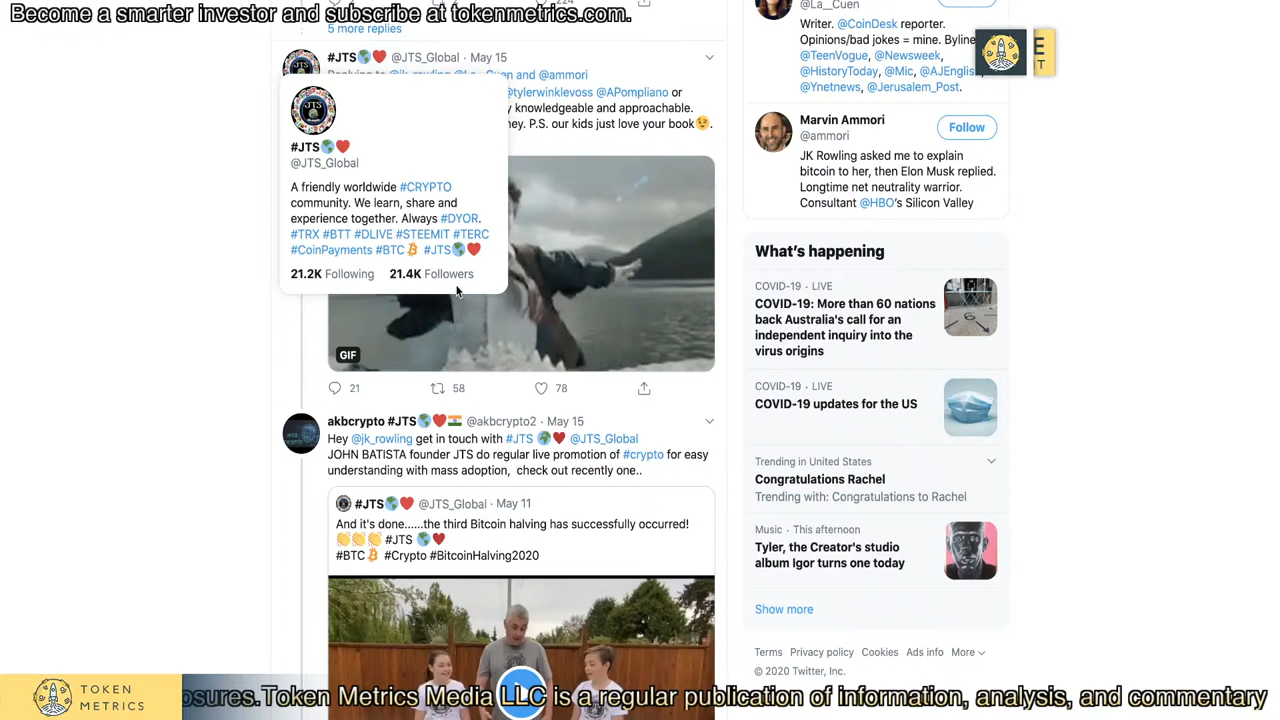 Become a smarter investor and subscribe at tokenmetrics.com.
5 more replies
#JTS🌎❤️ @JTS_Global · May 15
and @ammori
@tylerwinklevoss @APompliano or
knowledgeable and approachable.
P.S. our kids just love your book😉.
JTS
#JTS🌎❤️
@JTS_Global
A friendly worldwide #CRYPTO
community. We learn, share and
experience together. Always #DYOR.
#TRX #BTT #DLIVE #STEEMIT #TERC
#CoinPayments #BTC #JTS🌎❤️
21.2K Following 21.4K Followers
GIF
21 58 78
akbcrypto #JTS🌎❤️🇮🇳 @akbcrypto2 · May 15
Hey @jk_rowling get in touch with #JTS 🌎❤️ @JTS_Global
JOHN BATISTA founder JTS do regular live promotion of #crypto for easy
understanding with mass adoption, check out recently one..
#JTS🌎❤️ @JTS_Global · May 11
And it's done......the third Bitcoin halving has successfully occurred!
👏👏👏 #JTS 🌎❤️
#BTC #Crypto #BitcoinHalving2020
@La__Cuen
Writer. @CoinDesk reporter.
Opinions/bad jokes = mine.
@TeenVogue, @Newsweek,
@HistoryToday, @Mic,
@Ynetnews, @Jerusalem_Post.
Marvin Ammori
@ammori
Follow
JK Rowling asked me to explain
bitcoin to her, then Elon Musk replied.
Longtime net neutrality warrior.
Consultant @HBO's Silicon Valley
What's happening
COVID-19 · LIVE
COVID-19: More than 60 nations
back Australia's call for an
independent inquiry into the
virus origins
COVID-19 · LIVE
COVID-19 updates for the US
Trending in United States
Congratulations Rachel
Trending with: Congratulations to Rachel
Music · This afternoon
Tyler, the Creator's studio
album Igor turns one today
Show more
Terms Privacy policy Cookies Ads info More
© 2020 Twitter, Inc.
TOKEN
METRICS
Token Metrics Media LLC is a regular publication of information, analysis, and commentary